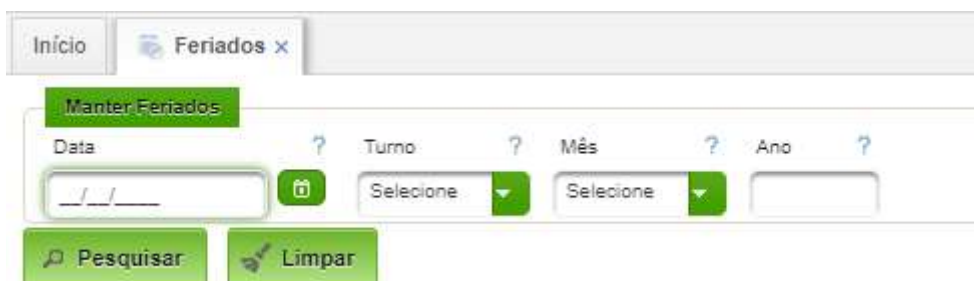 Início Feriados ×
Manter Feriados
Data ? Turno ? Mês ? Ano ?
__/__/____ Selecione Selecione
Pesquisar Limpar